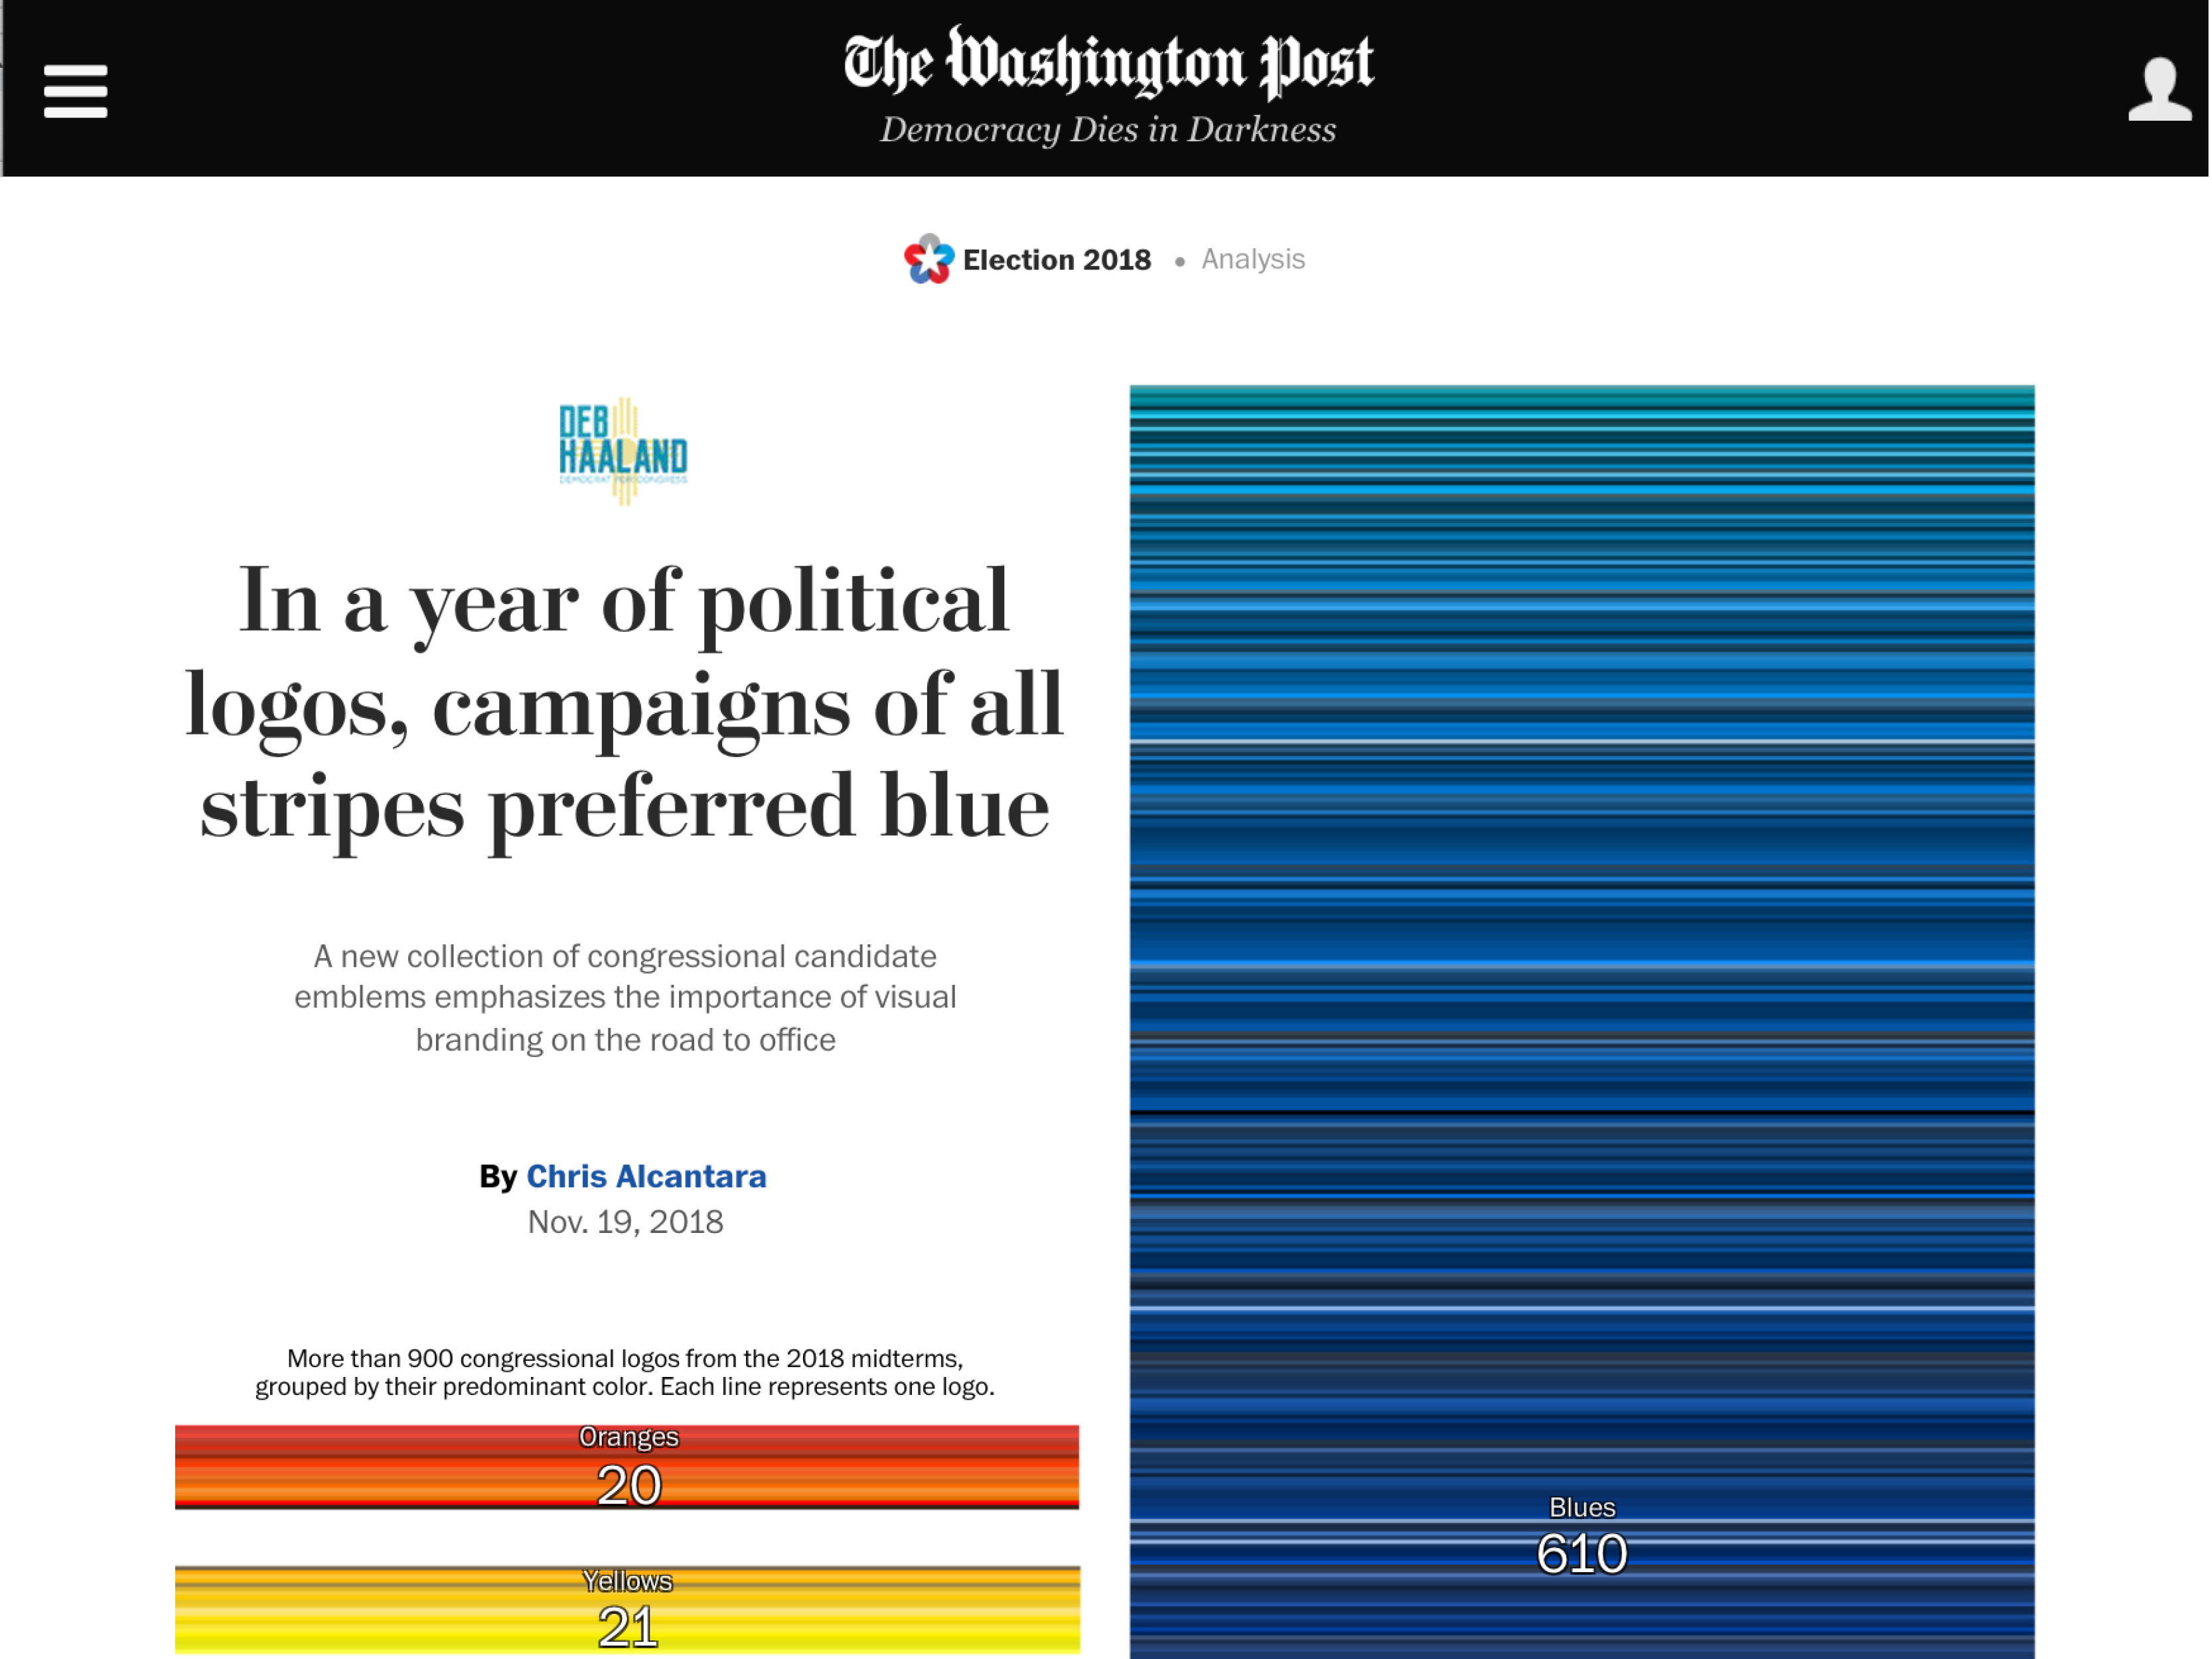 The Washington Post
Democracy Dies in Darkness
Election 2018 • Analysis
DEB
HAALAND
DEMOCRAT FOR CONGRESS
In a year of political
logos, campaigns of all
stripes preferred blue
A new collection of congressional candidate
emblems emphasizes the importance of visual
branding on the road to office
By Chris Alcantara
Nov. 19, 2018
More than 900 congressional logos from the 2018 midterms,
grouped by their predominant color. Each line represents one logo.
Oranges
20
Yellows
21
Blues
610